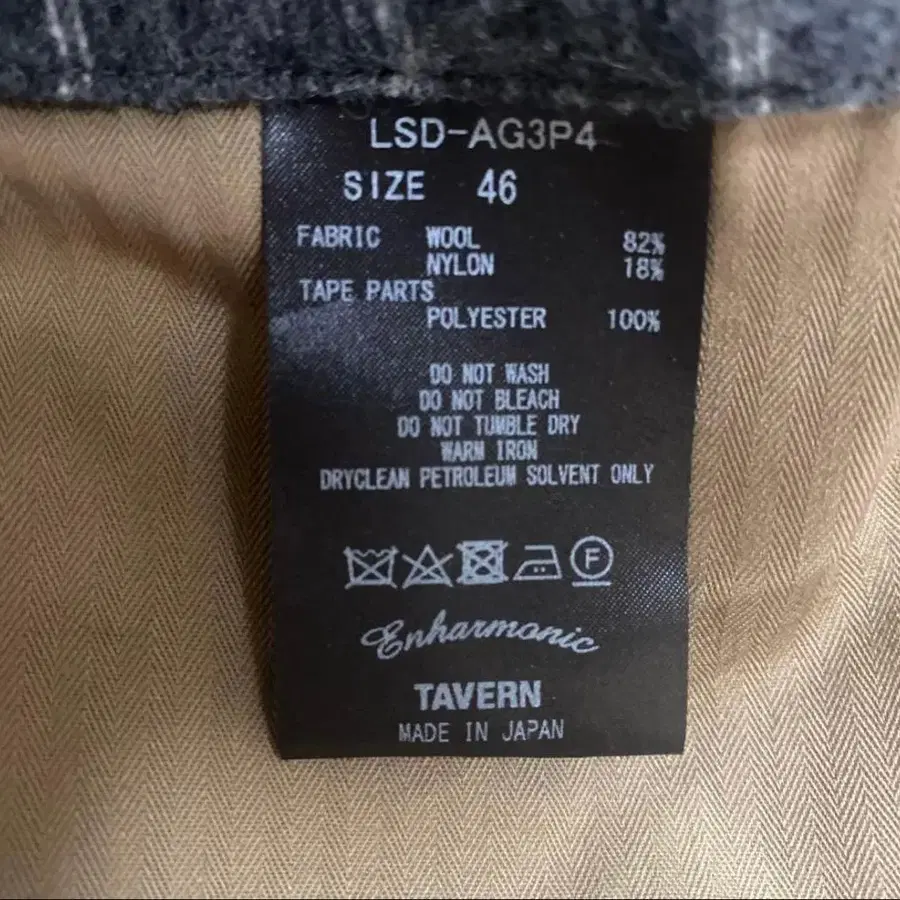 LSD-AG3P4
SIZE 46
FABRIC WOOL 82%
NYLON 18%
TAPE PARTS
POLYESTER 100%
DO NOT WASH
DO NOT BLEACH
DO NOT TUMBLE DRY
WARM IRON
DRYCLEAN PETROLEUM SOLVENT ONLY
F
Enharmonic
TAVERN
MADE IN JAPAN